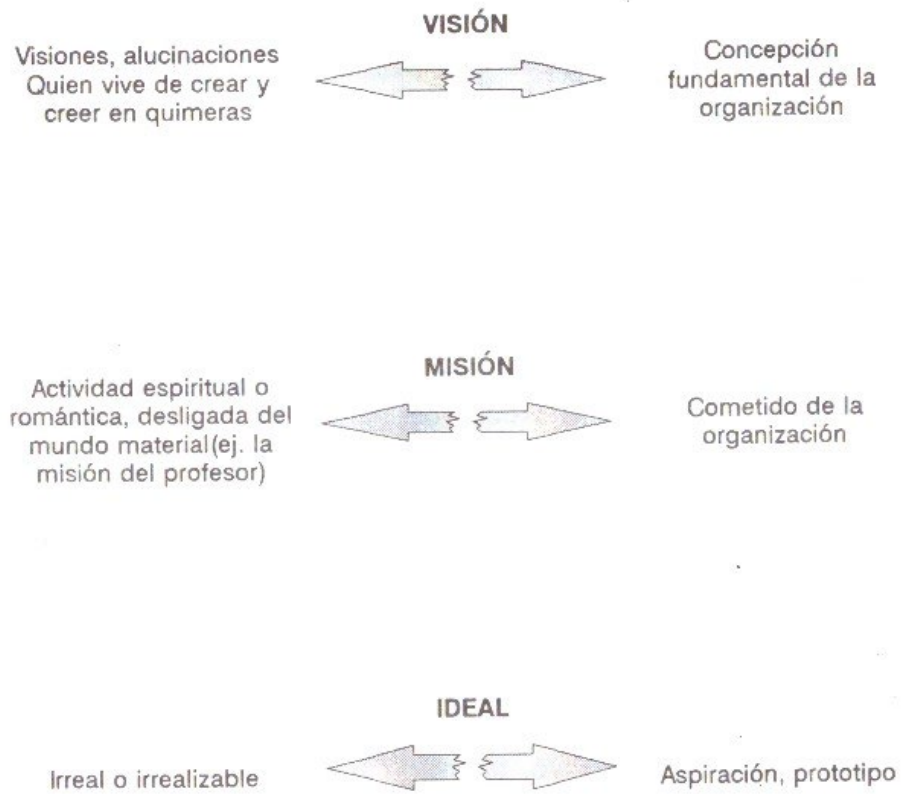 VISIÓN
Visiones, alucinaciones
Quien vive de crear y
creer en quimeras
Concepción
fundamental de la
organización
MISIÓN
Actividad espiritual o
romántica, desligada del
mundo material(ej. la
misión del profesor)
Cometido de la
organización
IDEAL
Irreal o irrealizable
Aspiración, prototipo